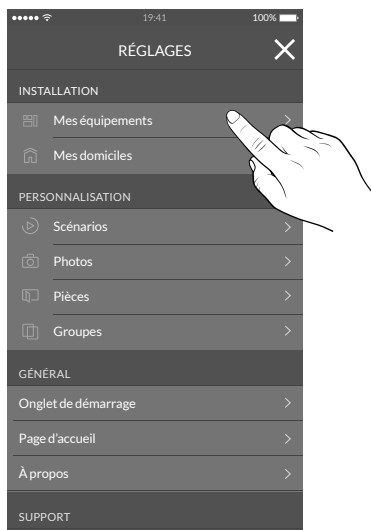 19:41 100%
RÉGLAGES
INSTALLATION
Mes équipements
Mes domiciles
PERSONNALISATION
Scénarios
Photos
Pièces
Groupes
GÉNÉRAL
Onglet de démarrage
Page d'accueil
À propos
SUPPORT